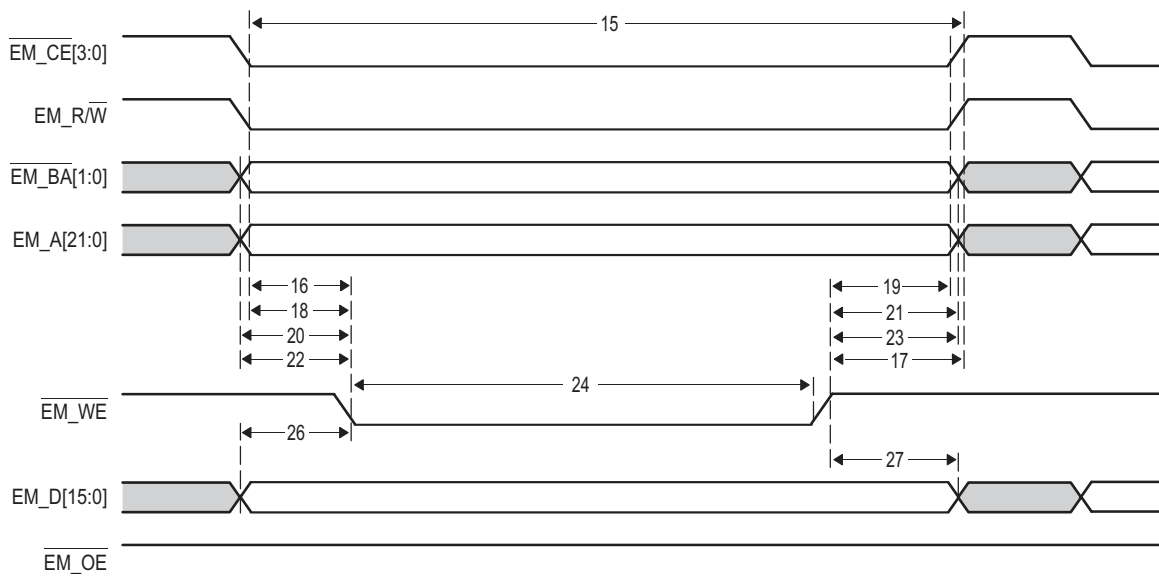 15
EM_CE[3:0]
EM_R/W
EM_BA[1:0]
EM_A[21:0]
16 19
18 21
20 23
22 17
24
EM_WE
26
27
EM_D[15:0]
EM_OE